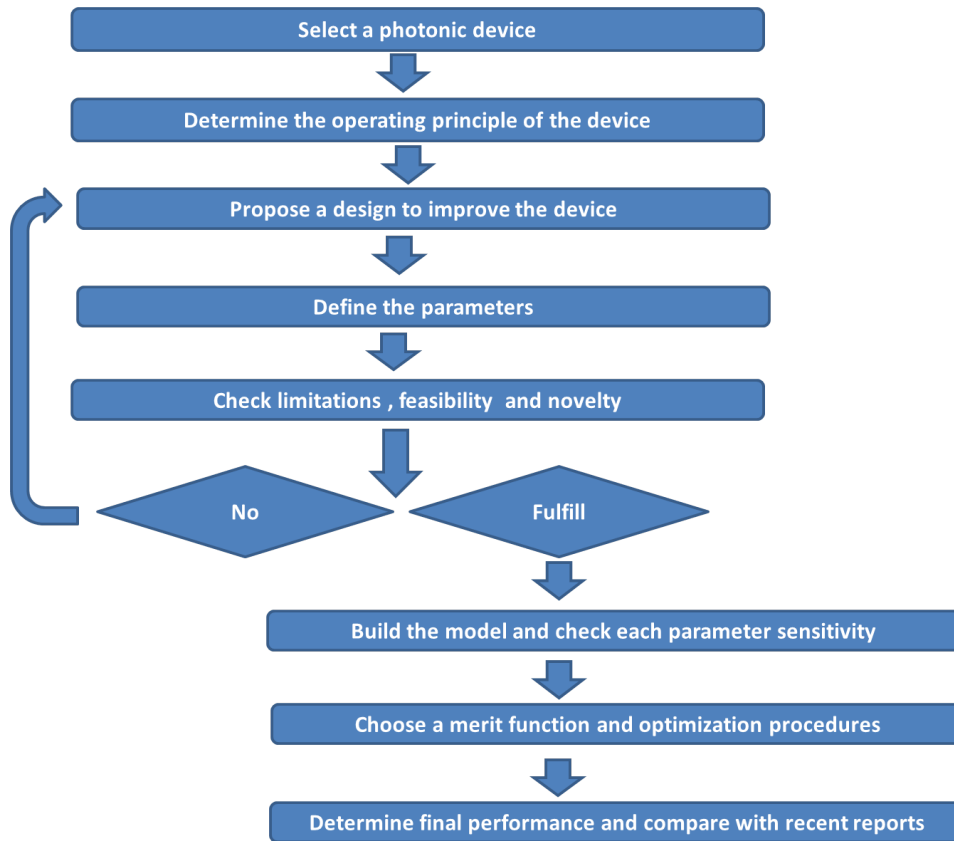 Select a photonic device
Determine the operating principle of the device
Propose a design to improve the device
Define the parameters
Check limitations , feasibility  and novelty
No
Fulfill
Build the model and check each parameter sensitivity
Choose a merit function and optimization procedures
Determine final performance and compare with recent reports